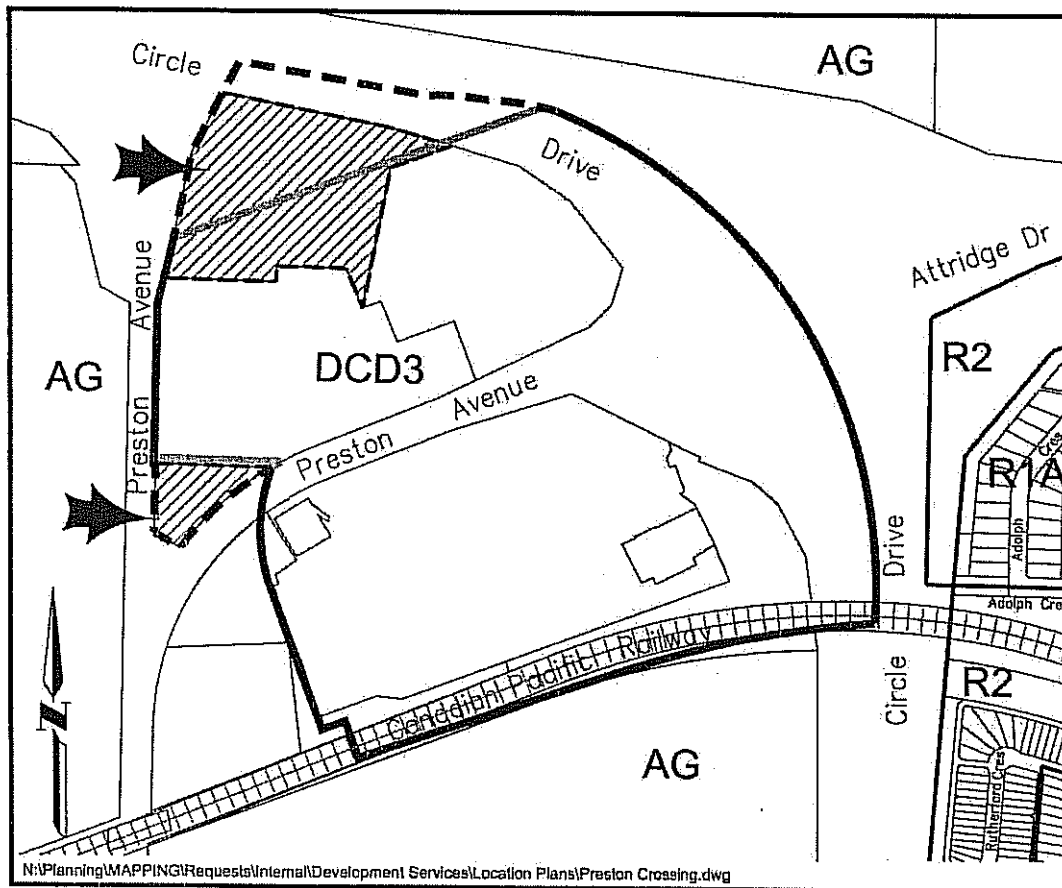 Circle
AG
Drive
Preston Avenue
Attridge Dr
AG
DCD3
R2
Preston Avenue
R1A
Cres
Adolph
Drive
Adolph Cre
Canadian Pacific Railway
Circle
R2
AG
Rutherford Cres
N
N:\Planning\MAPPING\Requests\Internal\Development Services\Location Plans\Preston Crossing.dwg